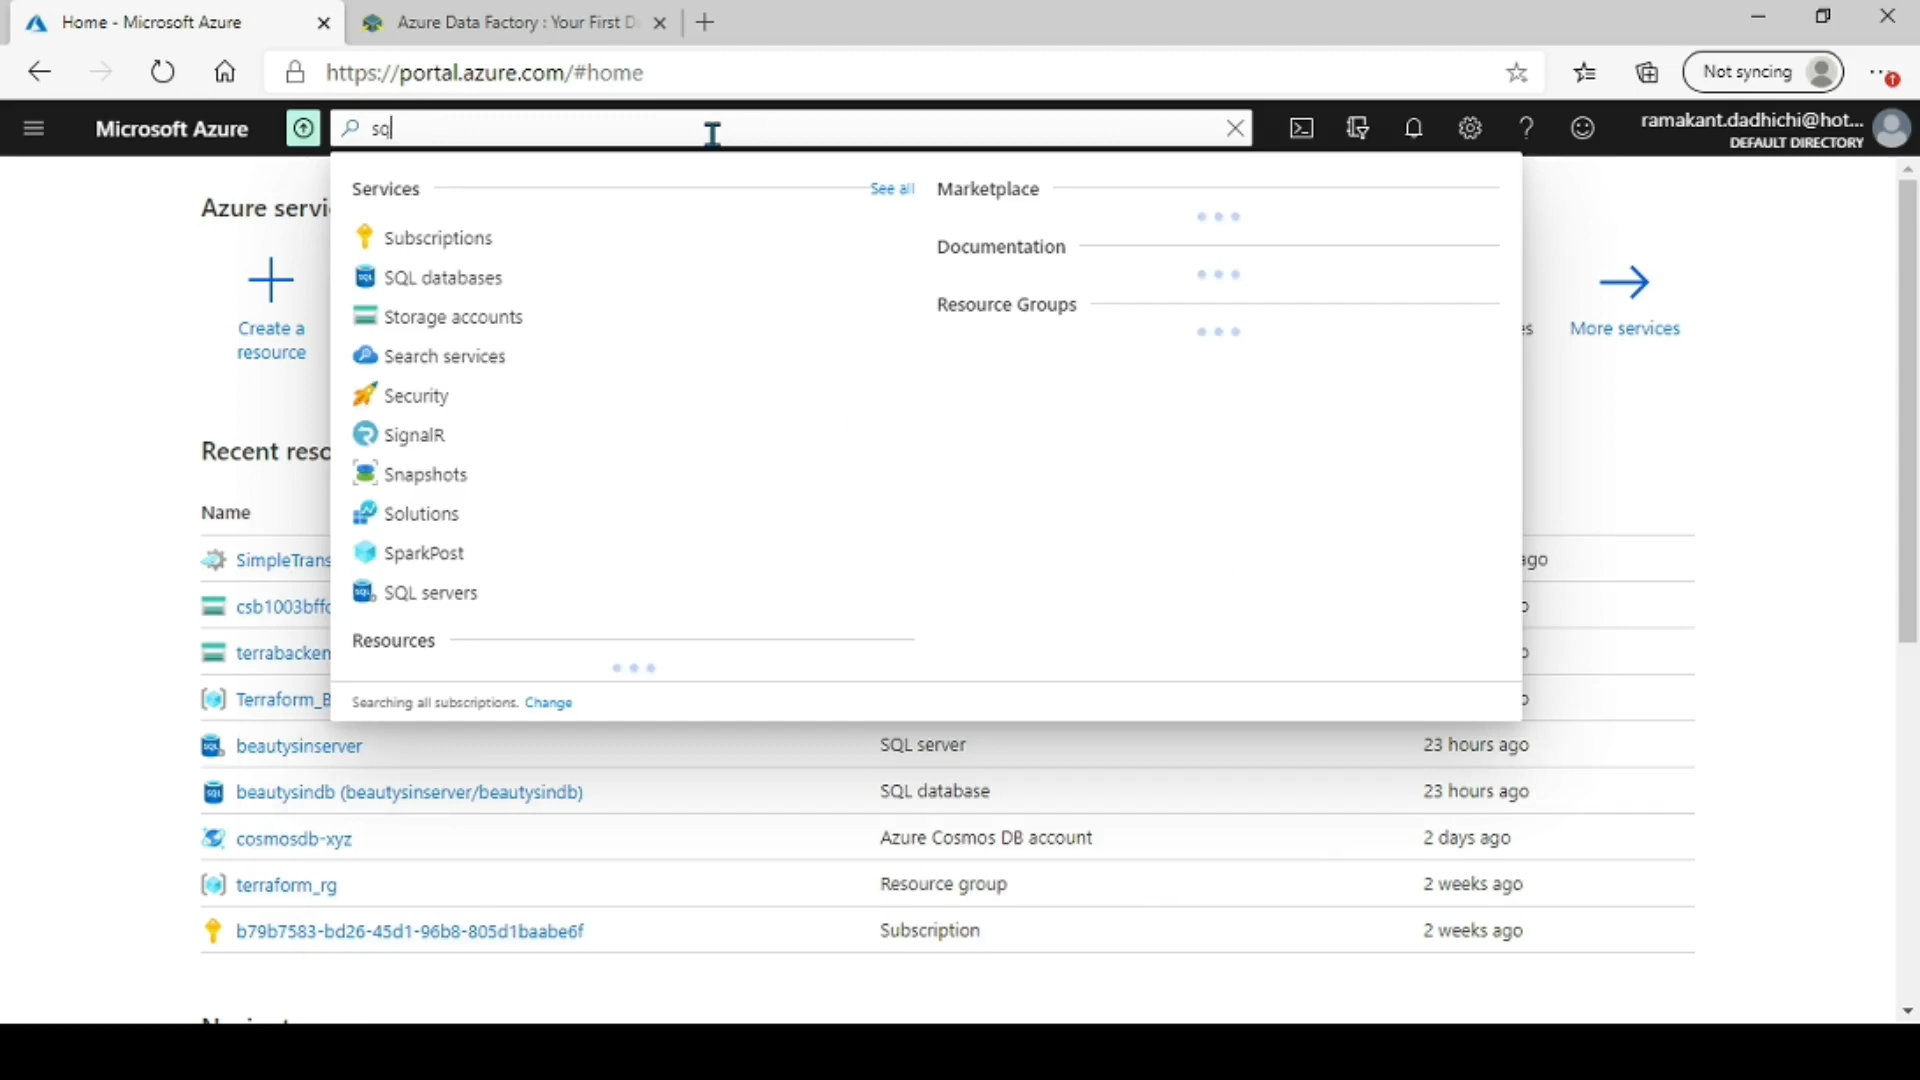 Home - Microsoft Azure
Azure Data Factory : Your First D
https://portal.azure.com/#home
Not syncing
Microsoft Azure
sq
ramakant.dadhichi@hot...
DEFAULT DIRECTORY
Azure servi
Services
See all
Marketplace
Subscriptions
Documentation
SQL databases
Resource Groups
Storage accounts
Create a
resource
es
More services
Search services
Security
SignalR
Recent reso
Snapshots
Name
Solutions
SparkPost
SimpleTrans
ago
SQL servers
csb1003bff
Resources
terrabacken
Terraform_B
Searching all subscriptions. Change
beautysinserver
SQL server
23 hours ago
beautysindb (beautysinserver/beautysindb)
SQL database
23 hours ago
cosmosdb-xyz
Azure Cosmos DB account
2 days ago
terraform_rg
Resource group
2 weeks ago
b79b7583-bd26-45d1-96b8-805d1baabe6f
Subscription
2 weeks ago